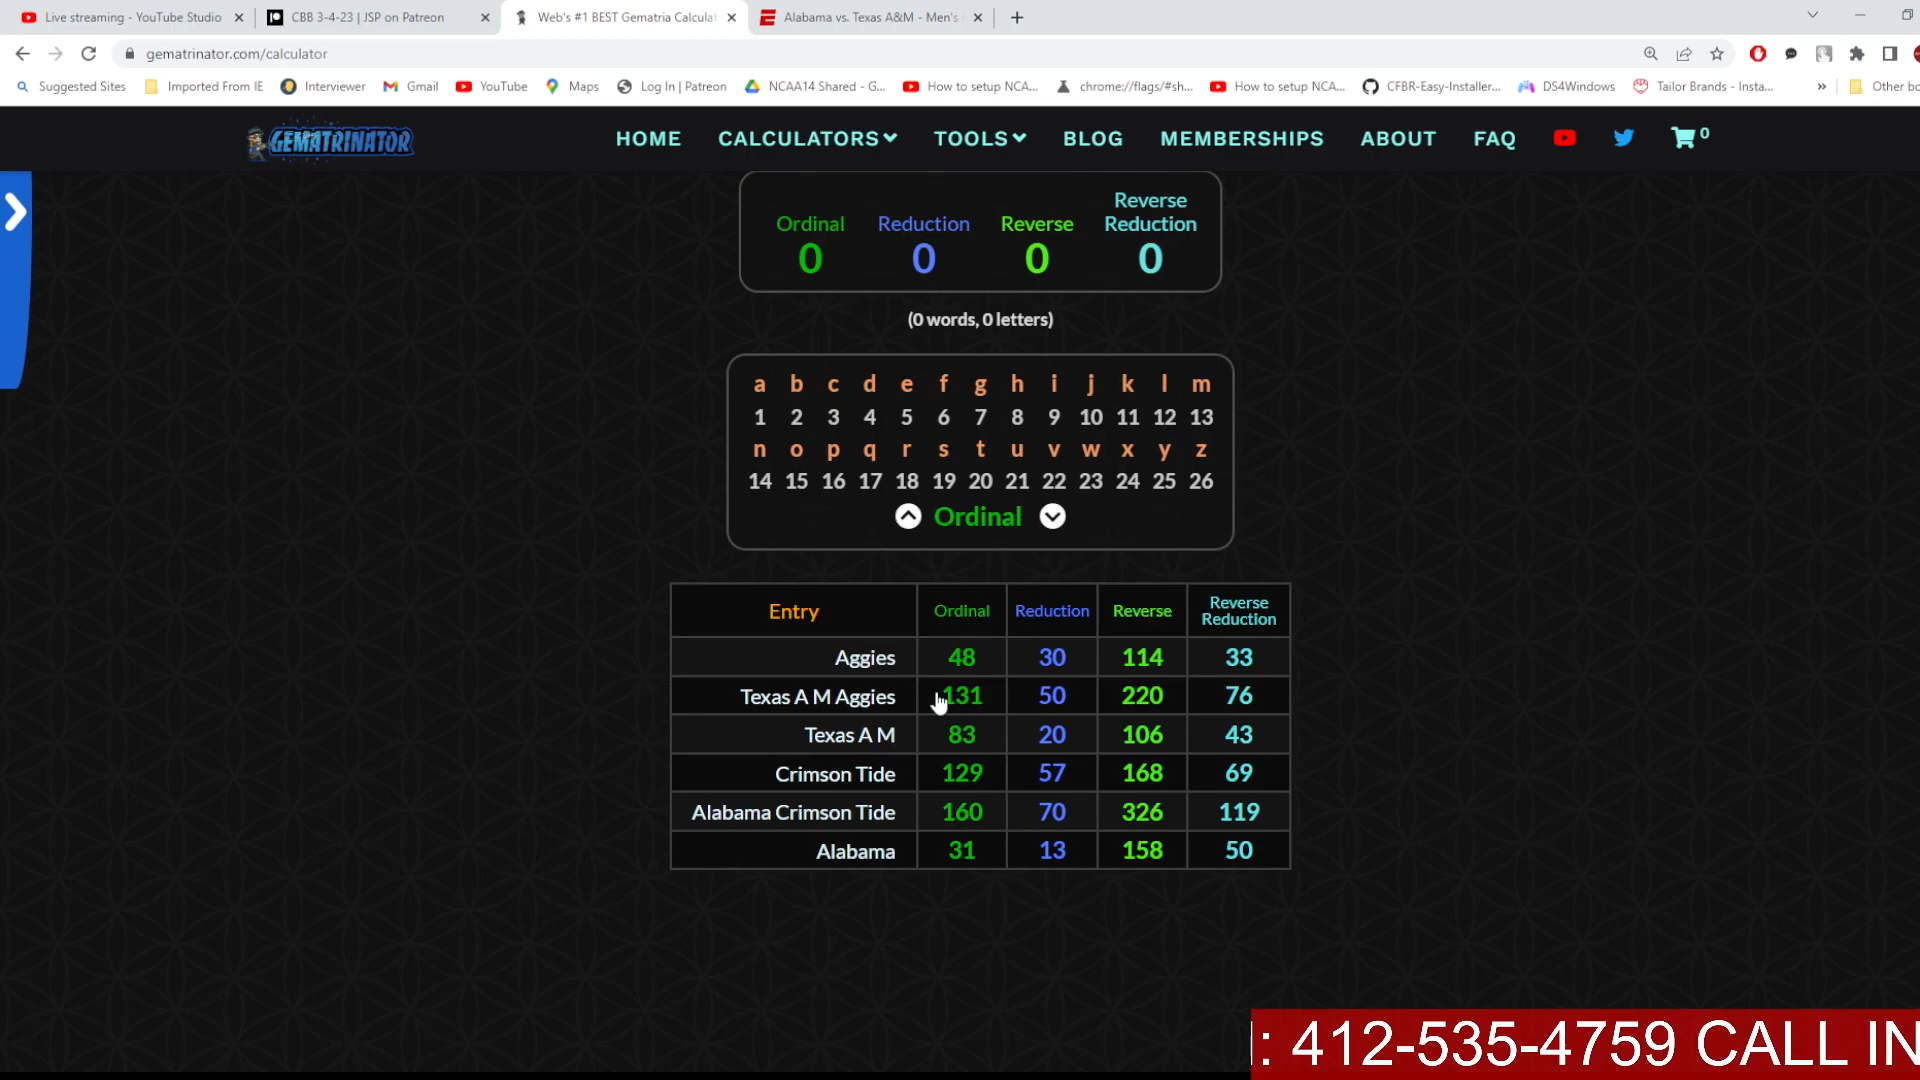 Live streaming - YouTube Studio
CBB 3-4-23 | JSP on Patreon
Web's #1 BEST Gematria Calculat
Alabama vs. Texas A&M - Men's
gematrinator.com/calculator
Suggested Sites Imported From IE Interviewer Gmail YouTube Maps Log In | Patreon NCAA14 Shared - G... How to setup NCA... chrome://flags/#sh... How to setup NCA... CFBR-Easy-Installer... DS4Windows Tailor Brands - Insta... » Other bo
GEMATRINATOR HOME CALCULATORS TOOLS BLOG MEMBERSHIPS ABOUT FAQ 0
Ordinal Reduction Reverse Reverse Reduction
0 0 0 0
(0 words, 0 letters)
a b c d e f g h i j k l m
1 2 3 4 5 6 7 8 9 10 11 12 13
n o p q r s t u v w x y z
14 15 16 17 18 19 20 21 22 23 24 25 26
Ordinal
Entry Ordinal Reduction Reverse Reverse Reduction
Aggies 48 30 114 33
Texas A M Aggies 131 50 220 76
Texas A M 83 20 106 43
Crimson Tide 129 57 168 69
Alabama Crimson Tide 160 70 326 119
Alabama 31 13 158 50
: 412-535-4759 CALL IN